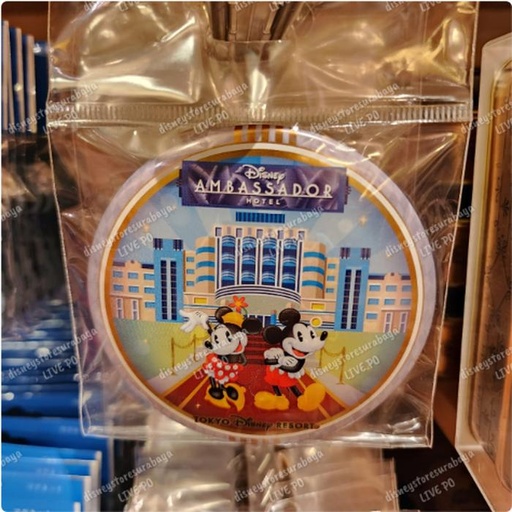 Disney
AMBASSADOR
HOTEL
TOKYO Disney RESORT
disneystoresurabaya
LIVE PO